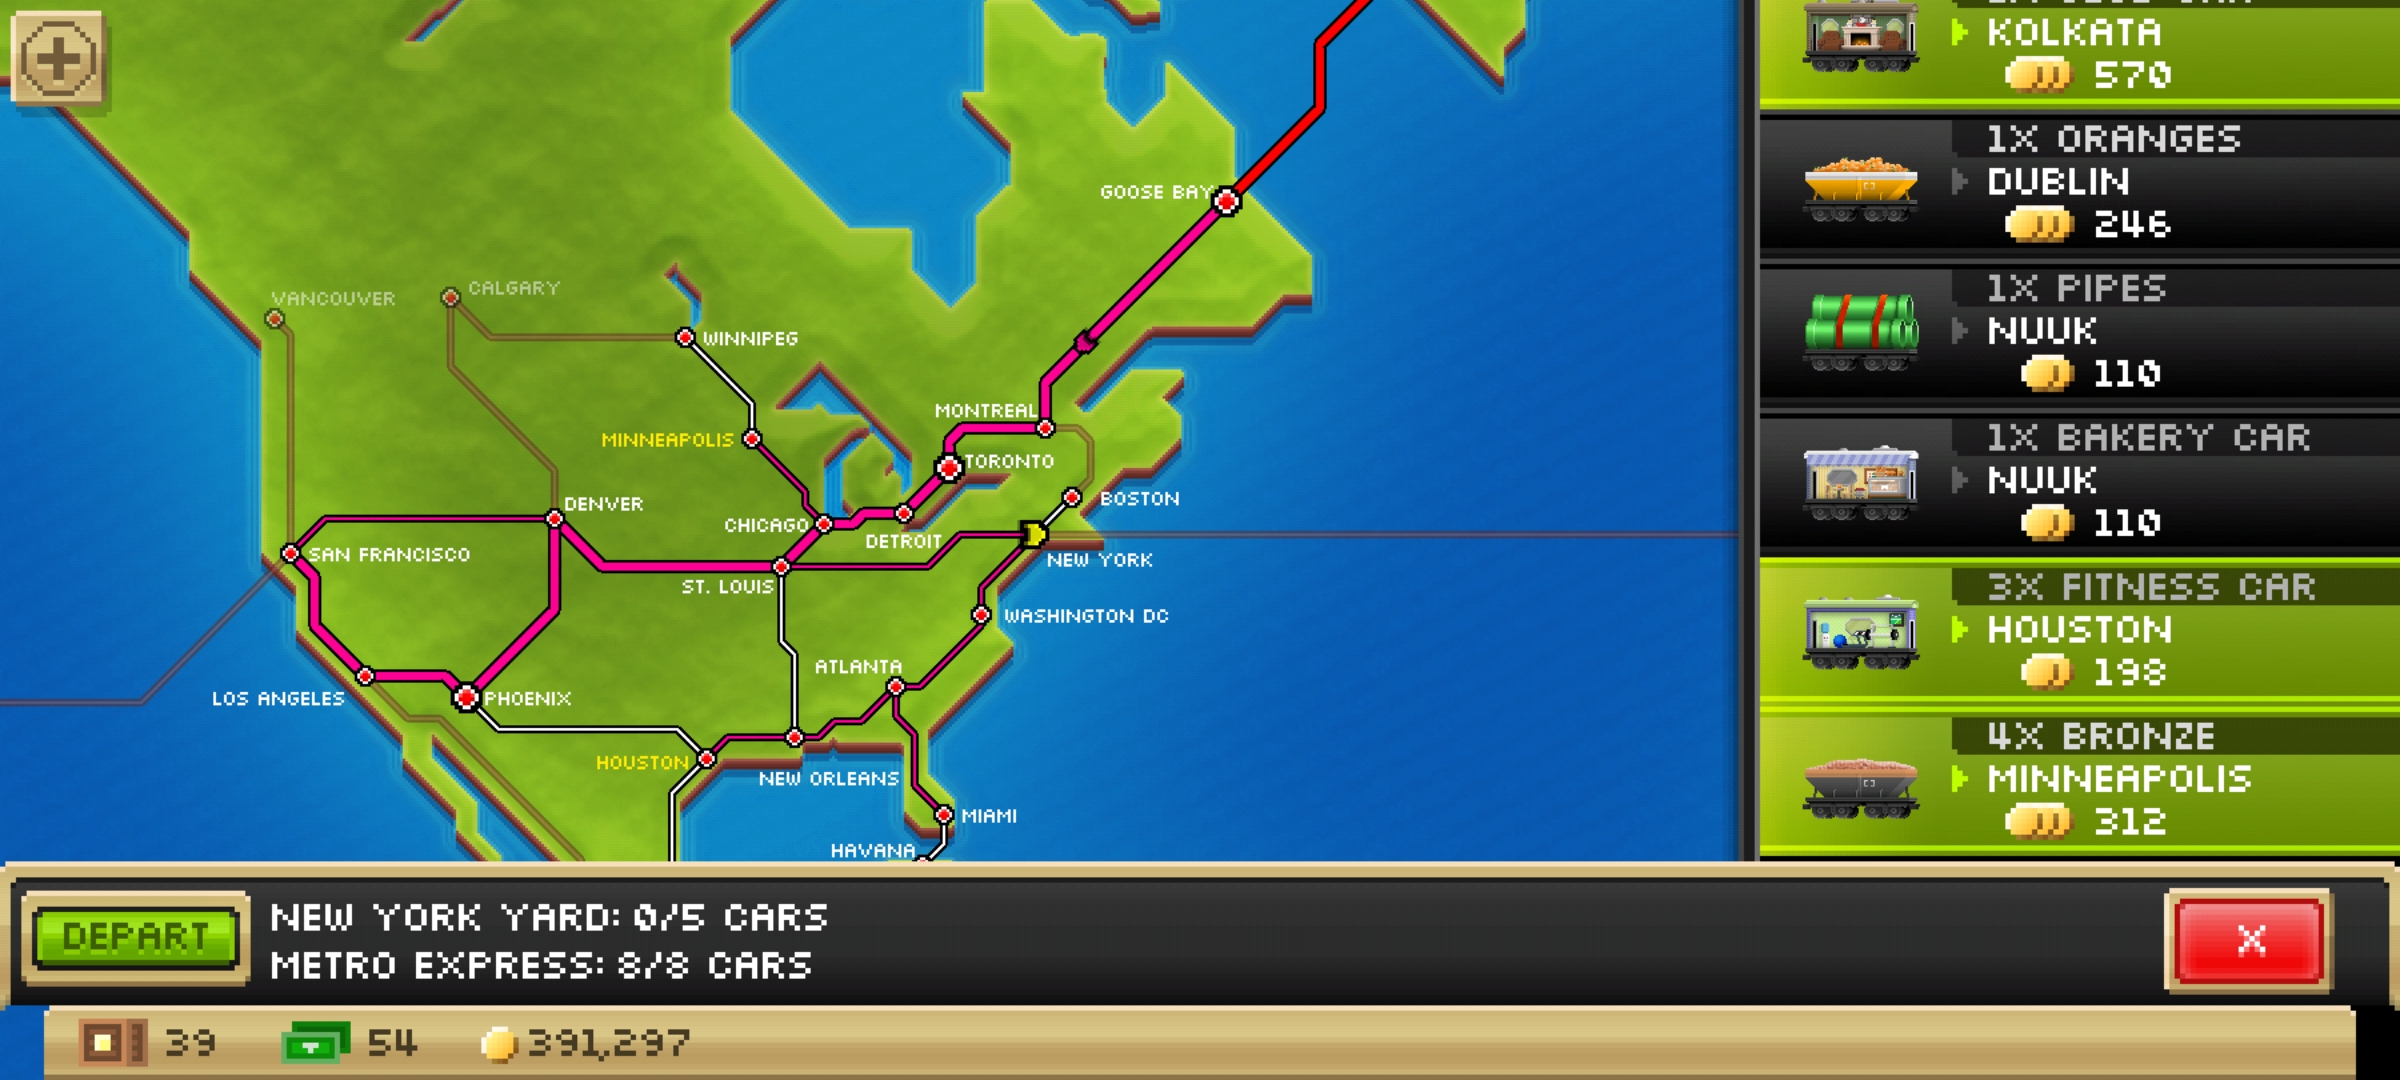 KOLKATA
570
1X ORANGES
DUBLIN
246
1X PIPES
NUUK
110
1X BAKERY CAR
NUUK
110
3X FITNESS CAR
HOUSTON
198
4X BRONZE
MINNEAPOLIS
312
GOOSE BAY
VANCOUVER
CALGARY
WINNIPEG
MINNEAPOLIS
MONTREAL
TORONTO
BOSTON
DENVER
CHICAGO
DETROIT
SAN FRANCISCO
NEW YORK
ST. LOUIS
WASHINGTON DC
ATLANTA
LOS ANGELES
PHOENIX
HOUSTON
NEW ORLEANS
MIAMI
HAVANA
DEPART
NEW YORK YARD: 0/5 CARS
METRO EXPRESS: 8/8 CARS
X
39
54
391,297